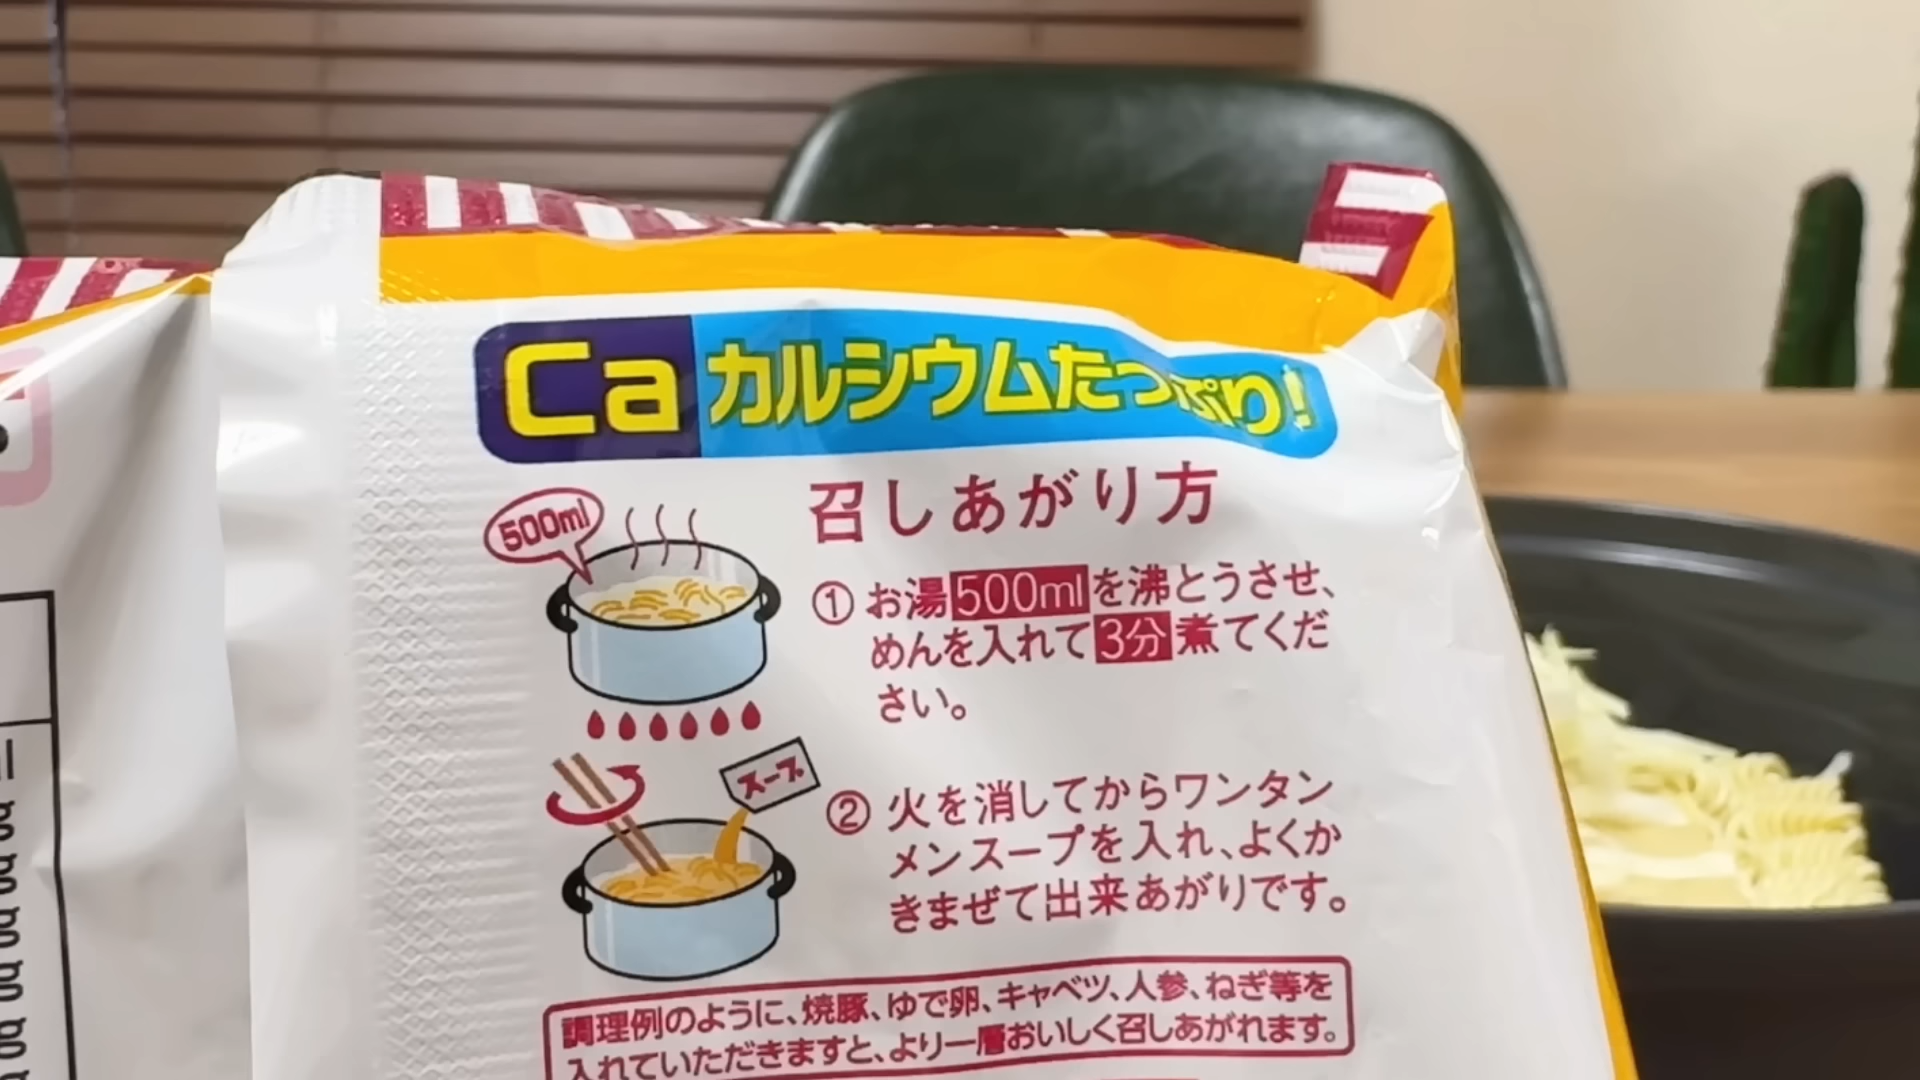 Ca カルシウムたっぷり!
召しあがり方
500ml
① お湯500mlを沸とうさせ、
めんを入れて3分煮てくだ
さい。
スープ
② 火を消してからワンタン
メンスープを入れ、よくか
きまぜて出来あがりです。
調理例のように、焼豚、ゆで卵、キャベツ、人参、ねぎ等を
入れていただきますと、より一層おいしく召しあがれます。